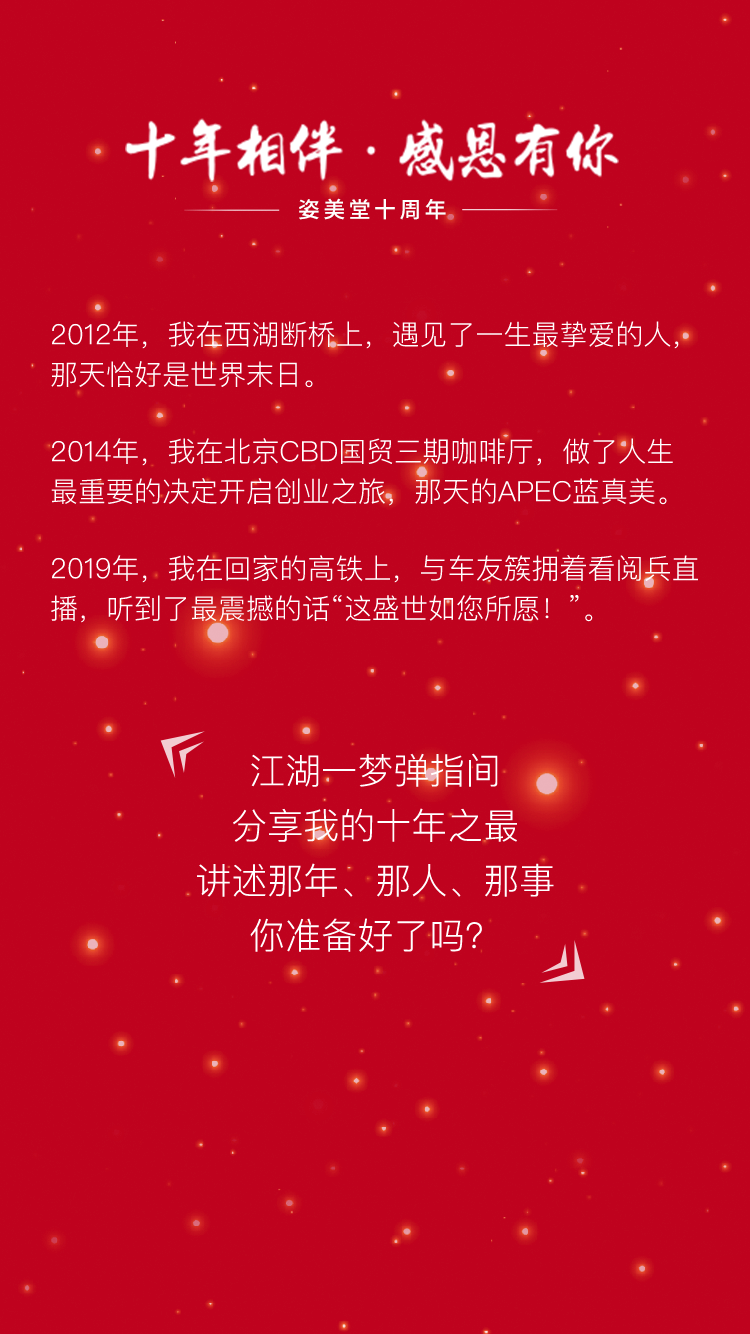 十年相伴·感恩有你
姿美堂十周年
2012年，我在西湖断桥上，遇见了一生最挚爱的人，
那天恰好是世界末日。
2014年，我在北京CBD国贸三期咖啡厅，做了人生
最重要的决定开启创业之旅，那天的APEC蓝真美。
2019年，我在回家的高铁上，与车友簇拥着看阅兵直
播，听到了最震撼的话“这盛世如您所愿！”。
江湖一梦弹指间
分享我的十年之最
讲述那年、那人、那事
你准备好了吗？